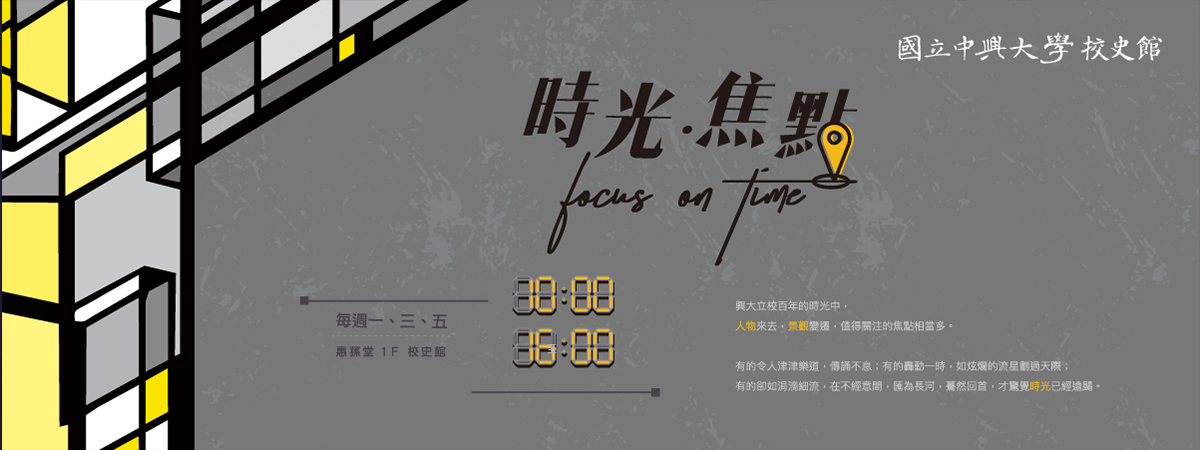 國立中興大學 校史館
時光.焦點
focus on time
每週一、三、五
惠蓀堂 1F 校史館
10:00
16:00
興大立校百年的時光中，
人物來去，景觀變遷，值得關注的焦點相當多。
有的令人津津樂道，傳誦不息；有的轟動一時，如炫爛的流星劃過天際；
有的卻如涓滴細流，在不經意間，匯為長河，驀然回首，才驚覺時光已經遠颺。